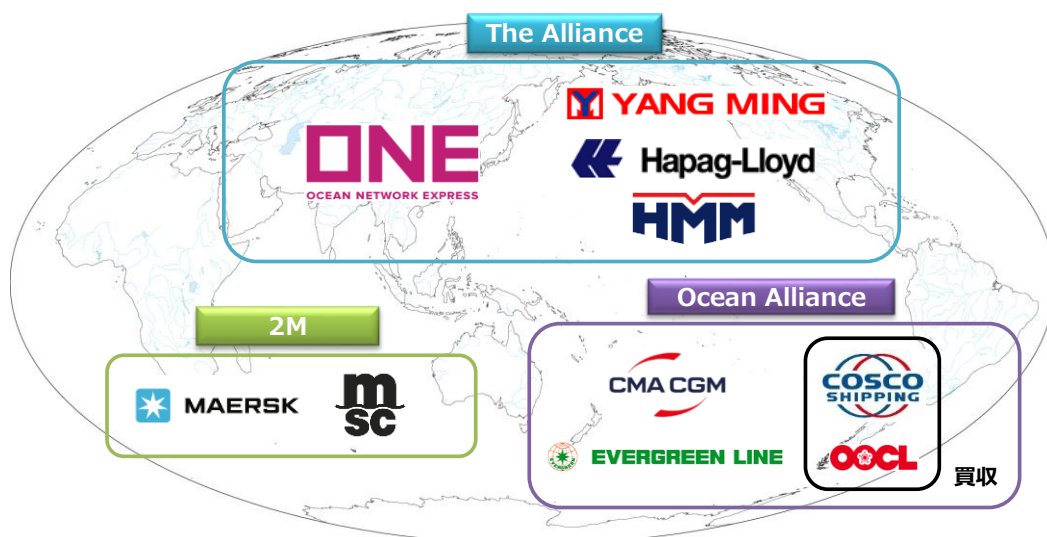 The Alliance
YANG MING
ONE
OCEAN NETWORK EXPRESS
Hapag-Lloyd
HMM
Ocean Alliance
2M
MAERSK
msc
CMA CGM
COSCO
SHIPPING
EVERGREEN LINE
OOCL
買収